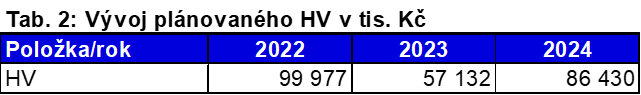 Tab. 2: Vývoj plánovaného HV v tis. Kč
Položka/rok 2022 2023 2024
HV 99 977 57 132 86 430